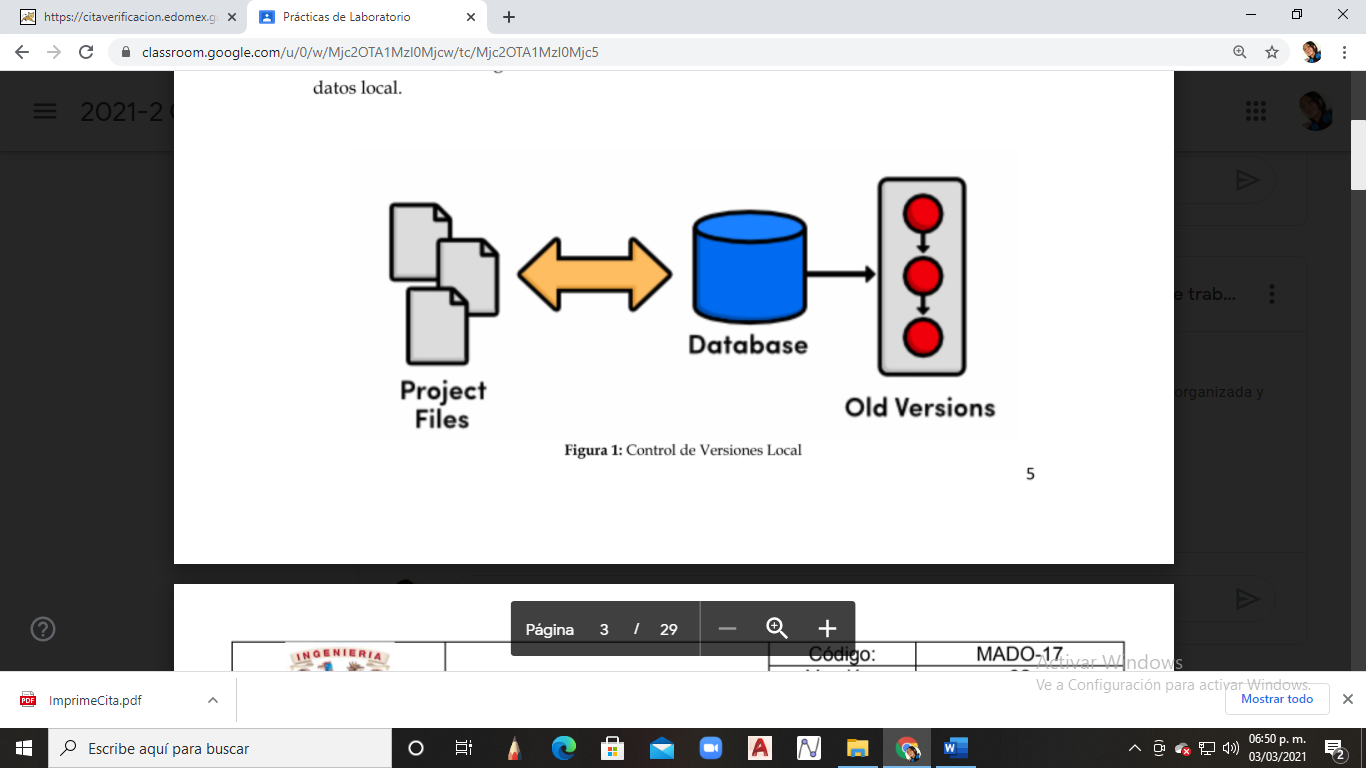 https://citaverificacion.edomex.g
Prácticas de Laboratorio
classroom.google.com/u/0/w/Mjc2OTA1MzI0Mjcw/tc/Mjc2OTA1MzI0Mjc5
datos local.
2021-2
Project
Files
Database
Old Versions
Figura 1: Control de Versiones Local
5
e trab...
organizada y
Página 3 / 29
INGENIERIA
Código:
MADO-17
Activar Windows
Ve a Configuración para activar Windows.
ImprimeCita.pdf
Mostrar todo
Escribe aquí para buscar
06:50 p. m.
03/03/2021
2